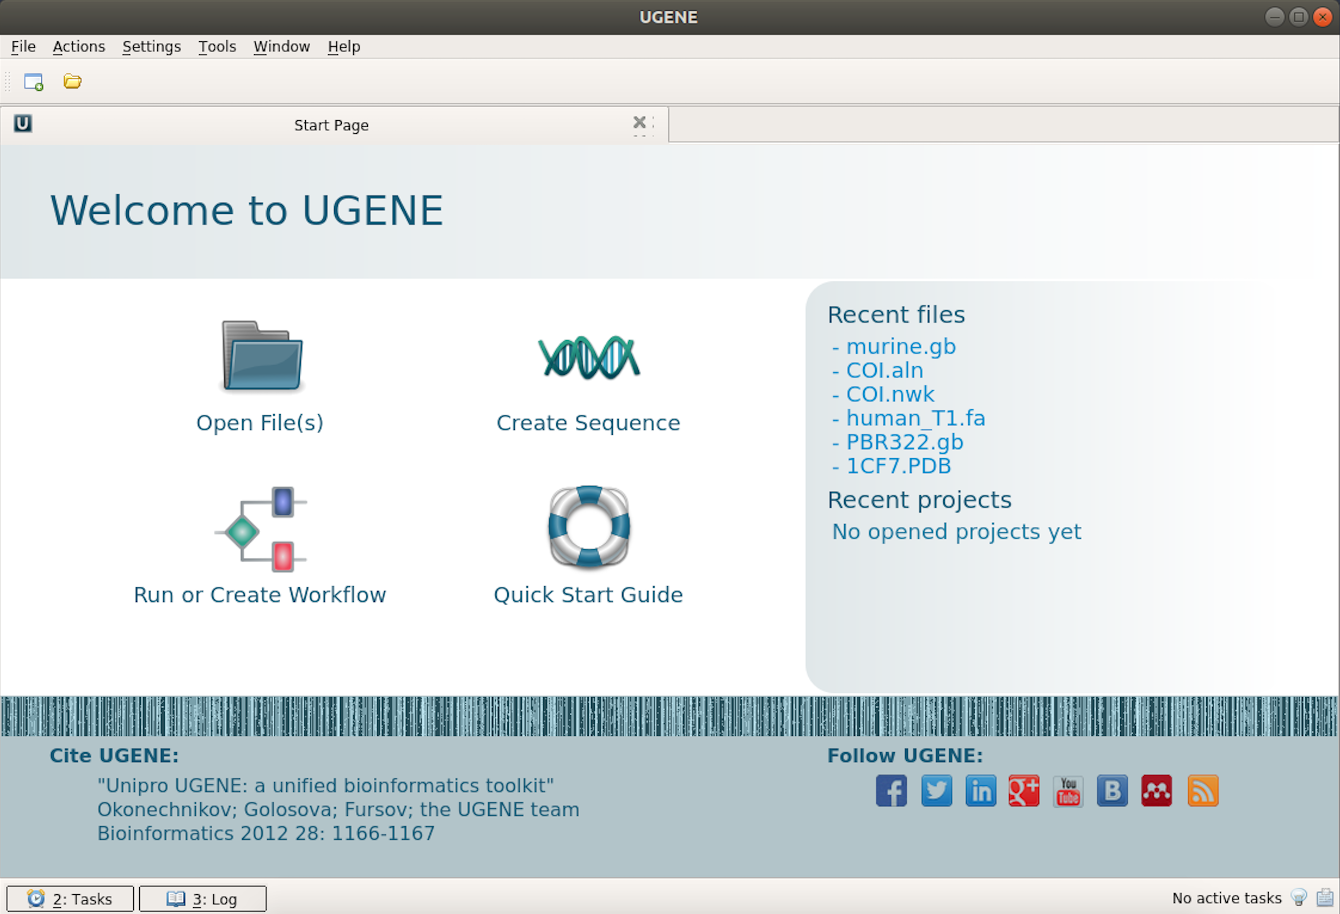 UGENE
File Actions Settings Tools Window Help
U Start Page
Welcome to UGENE
Open File(s)
Create Sequence
Run or Create Workflow
Quick Start Guide
Recent files
- murine.gb
- COI.aln
- COI.nwk
- human_T1.fa
- PBR322.gb
- 1CF7.PDB
Recent projects
No opened projects yet
Cite UGENE:
"Unipro UGENE: a unified bioinformatics toolkit"
Okonechnikov; Golosova; Fursov; the UGENE team
Bioinformatics 2012 28: 1166-1167
Follow UGENE:
f in g+ You Tube B
2: Tasks 3: Log No active tasks